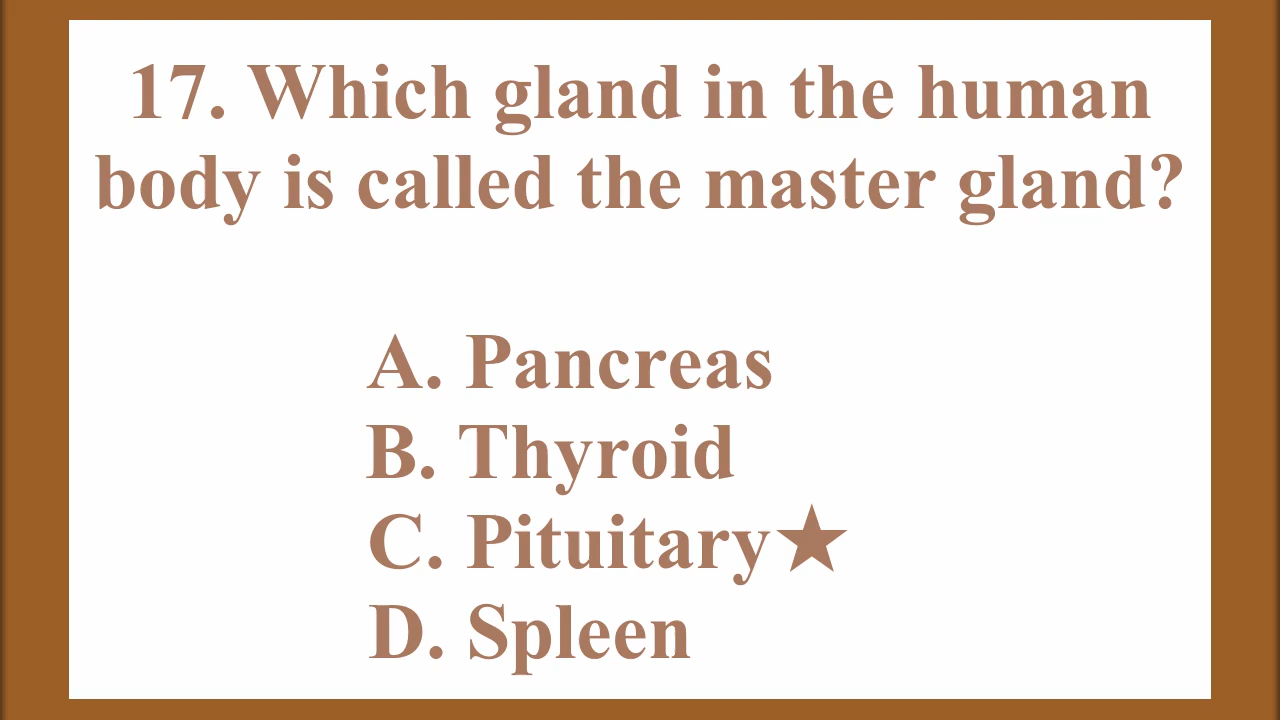 17. Which gland in the human
body is called the master gland?
A. Pancreas
B. Thyroid
C. Pituitary★
D. Spleen